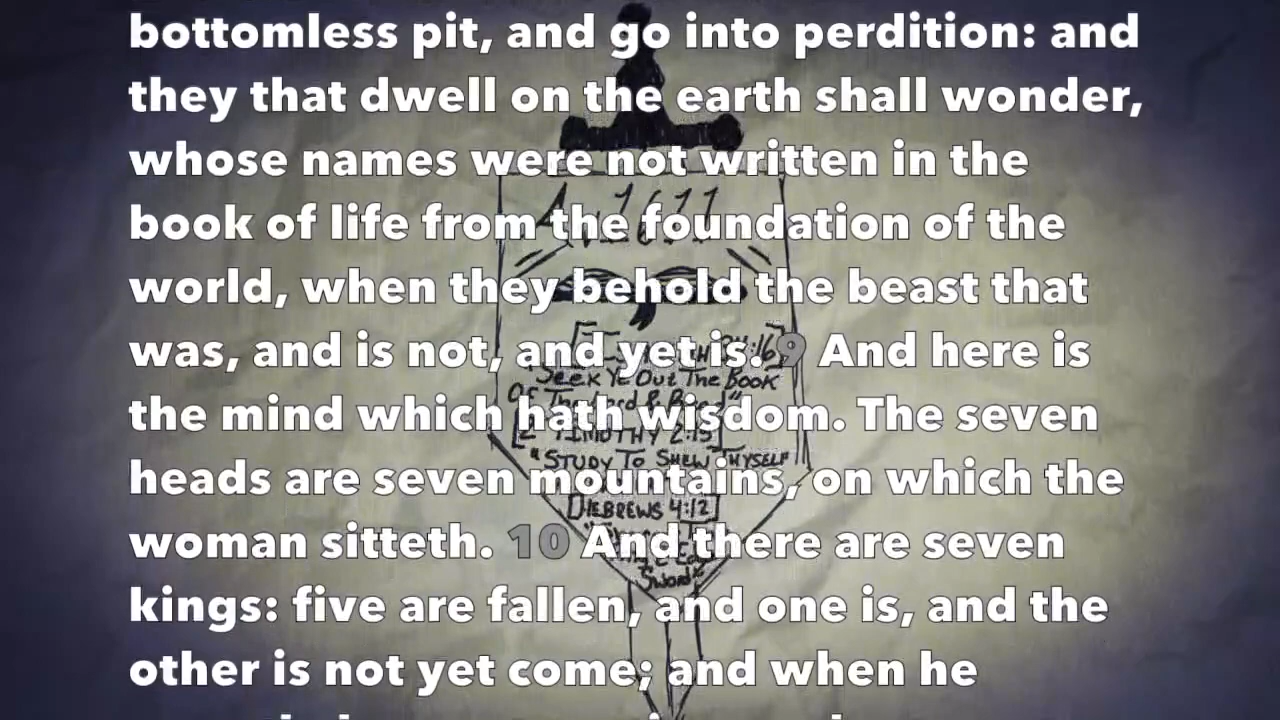 bottomless pit, and go into perdition: and
they that dwell on the earth shall wonder,
whose names were not written in the
book of life from the foundation of the
world, when they behold the beast that
was, and is not, and yet is. 9 And here is
the mind which hath wisdom. The seven
heads are seven mountains, on which the
woman sitteth. 10 And there are seven
kings: five are fallen, and one is, and the
other is not yet come; and when he
1611
"Seek Ye Out The Book
[2 TIMOTHY 2:15]
"STUDY TO SHEW THYSELF"
[HEBREWS 4:12]
Sword"